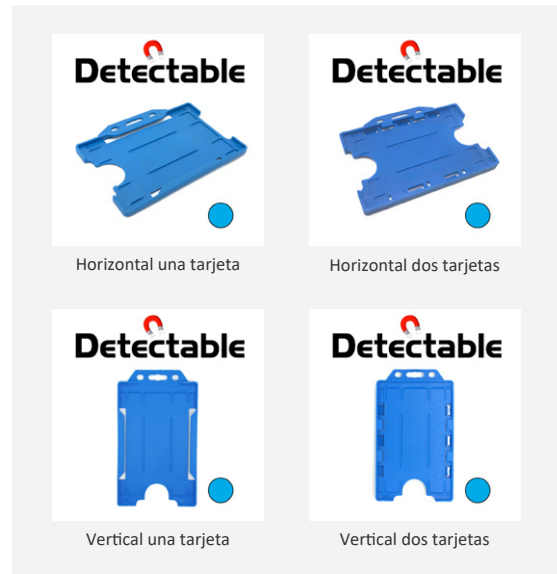 Detectable
Detectable
Horizontal una tarjeta
Horizontal dos tarjetas
Detectable
Detectable
Vertical una tarjeta
Vertical dos tarjetas